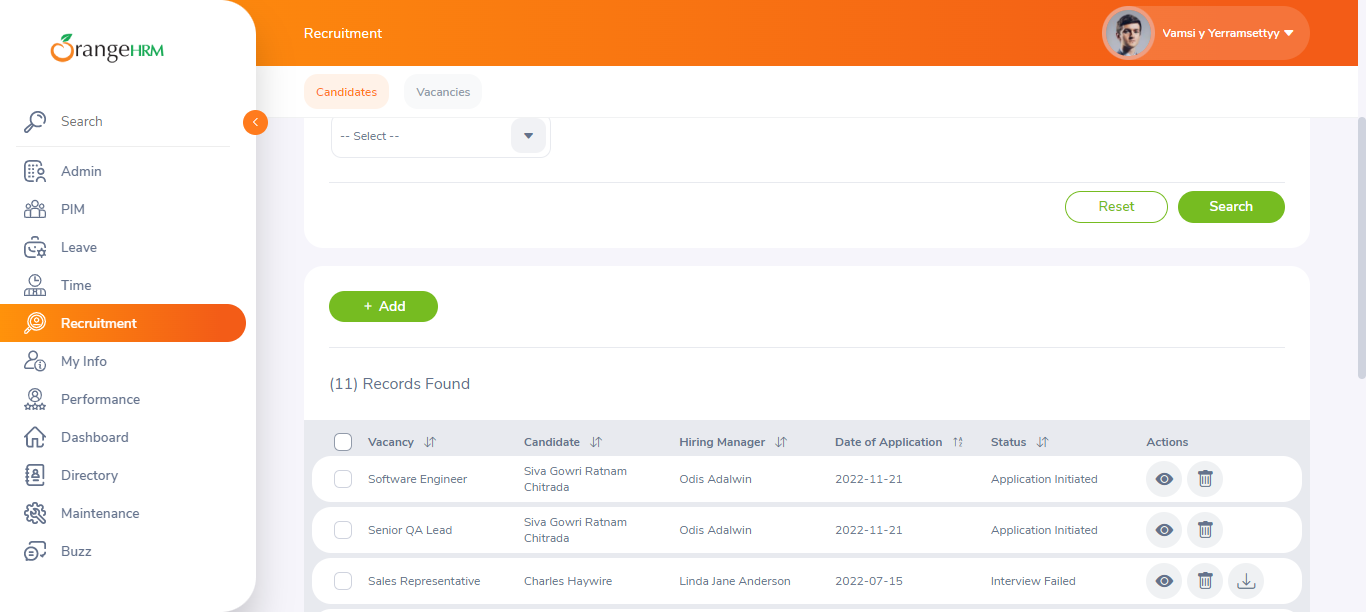 OrangeHRM
Recruitment
Vamsi y Yerramsettyy
Candidates
Vacancies
Search
Admin
PIM
Leave
Time
Recruitment
My Info
Performance
Dashboard
Directory
Maintenance
Buzz
-- Select --
Reset
Search
+ Add
(11) Records Found
Vacancy Candidate Hiring Manager Date of Application Status Actions
Software Engineer Siva Gowri Ratnam Odis Adalwin 2022-11-21 Application Initiated
Chitrada
Senior QA Lead Siva Gowri Ratnam Odis Adalwin 2022-11-21 Application Initiated
Chitrada
Sales Representative Charles Haywire Linda Jane Anderson 2022-07-15 Interview Failed